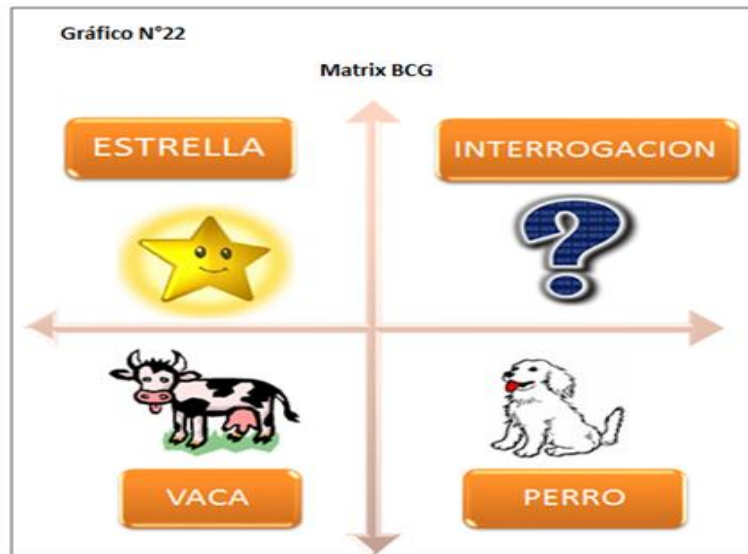 Gráfico N°22
Matrix BCG
ESTRELLA
INTERROGACION
VACA
PERRO